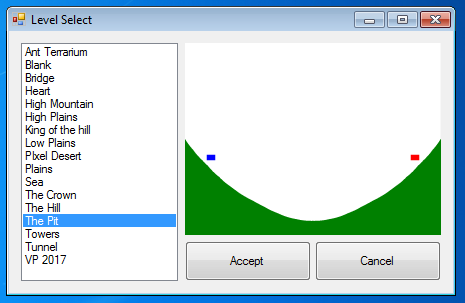 Level Select
Ant Terrarium
Blank
Bridge
Heart
High Mountain
High Plains
King of the hill
Low Plains
PIxel Desert
Plains
Sea
The Crown
The Hill
The Pit
Towers
Tunnel
VP 2017
Accept
Cancel